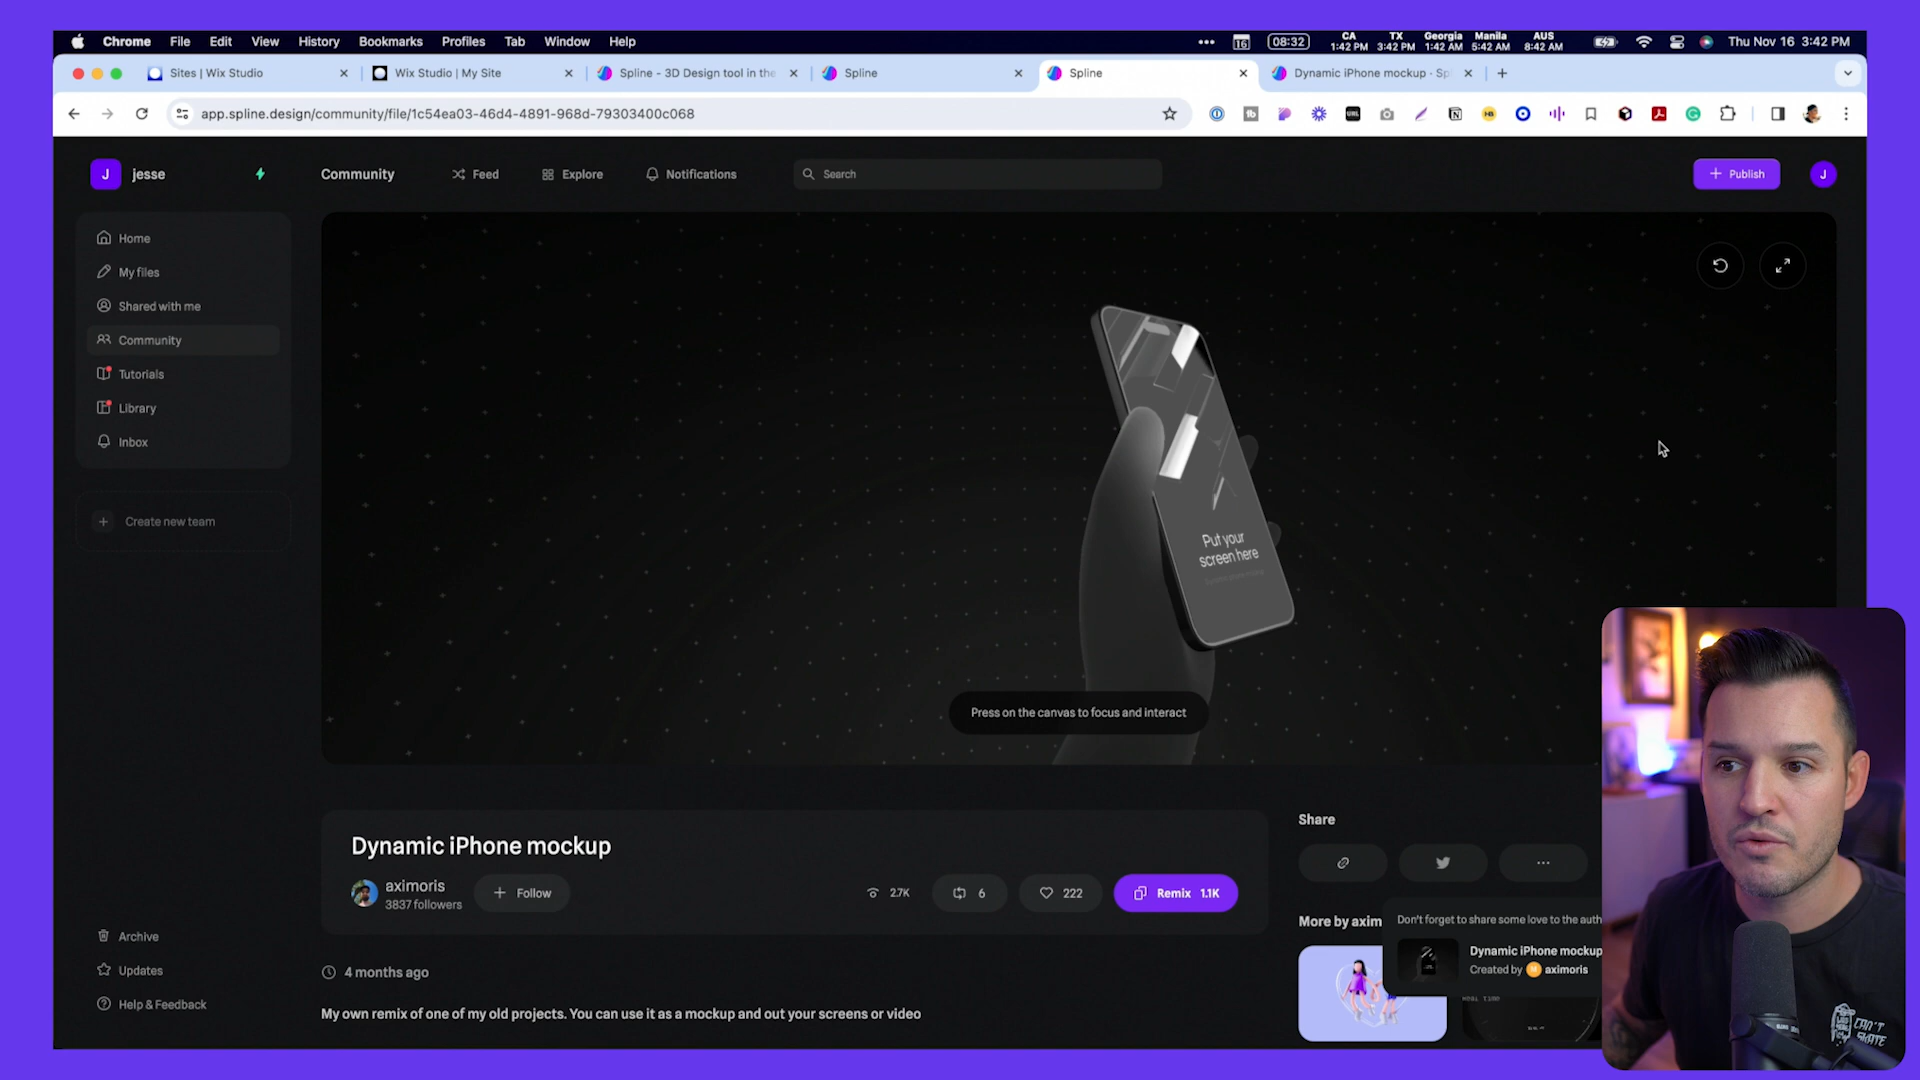 Chrome File Edit View History Bookmarks Profiles Tab Window Help
16 08:32 CA 1:42 PM TX 3:42 PM Georgia 1:42 AM Manila 5:42 AM AUS 8:42 AM Thu Nov 16 3:42 PM
Sites | Wix Studio
Wix Studio | My Site
Spline - 3D Design tool in the
Spline
Spline
Dynamic iPhone mockup · Spl
app.spline.design/community/file/1c54ea03-46d4-4891-968d-79303400c068
J jesse
Community Feed Explore Notifications Search
Publish J
Home
My files
Shared with me
Community
Tutorials
Library
Inbox
Create new team
Put your
screen here
Press on the canvas to focus and interact
Dynamic iPhone mockup
aximoris
3837 followers
Follow
2.7K 6 222 Remix 1.1K
4 months ago
My own remix of one of my old projects. You can use it as a mockup and out your screens or video
Share
More by axim
Don't forget to share some love to the auth
Dynamic iPhone mockup
Created by M aximoris
Archive
Updates
Help & Feedback
CAN'T
SKATE